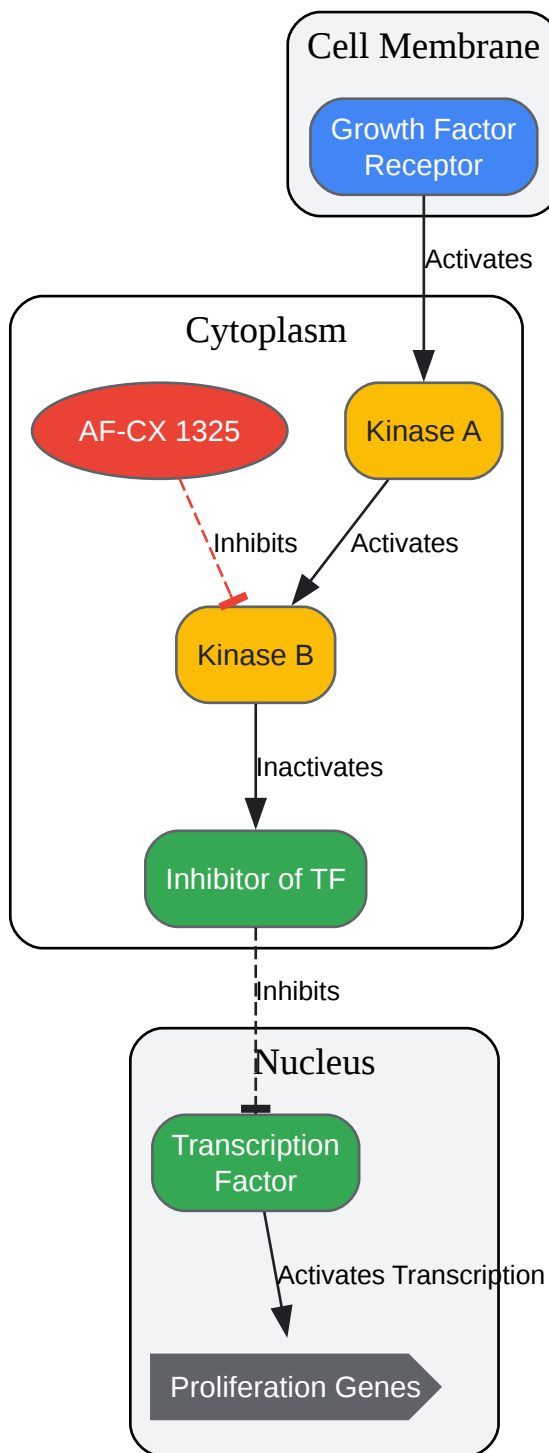 Cell Membrane
Growth Factor
Receptor
Activates
Cytoplasm
AF-CX 1325
Kinase A
Inhibits
Activates
Kinase B
Inactivates
Inhibitor of TF
Inhibits
Nucleus
Transcription
Factor
Activates Transcription
Proliferation Genes